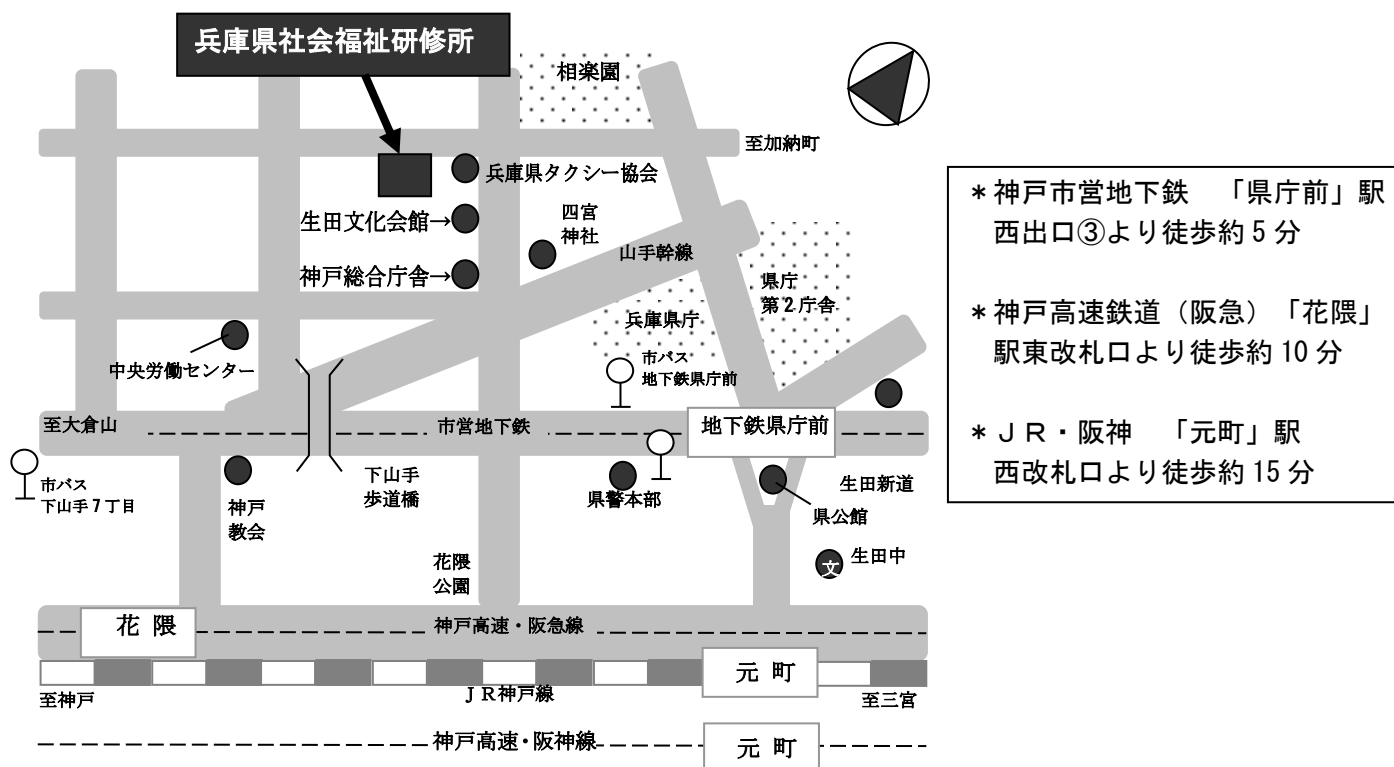 兵庫県社会福祉研修所
相楽園
至加納町
兵庫県タクシー協会
生田文化会館→
四宮
神社
山手幹線
神戸総合庁舎→
県庁
第2庁舎
兵庫県庁
中央労働センター
市バス
地下鉄県庁前
至大倉山
市営地下鉄
地下鉄県庁前
市バス
下山手7丁目
神戸
教会
下山手
歩道橋
県警本部
生田新道
県公館
花隈
公園
文
生田中
花 隈
神戸高速・阪急線
元 町
至神戸
JR神戸線
至三宮
神戸高速・阪神線
元 町
*神戸市営地下鉄 「県庁前」駅
西出口③より徒歩約5分
*神戸高速鉄道(阪急)「花隈」
駅東改札口より徒歩約10分
*JR・阪神 「元町」駅
西改札口より徒歩約15分